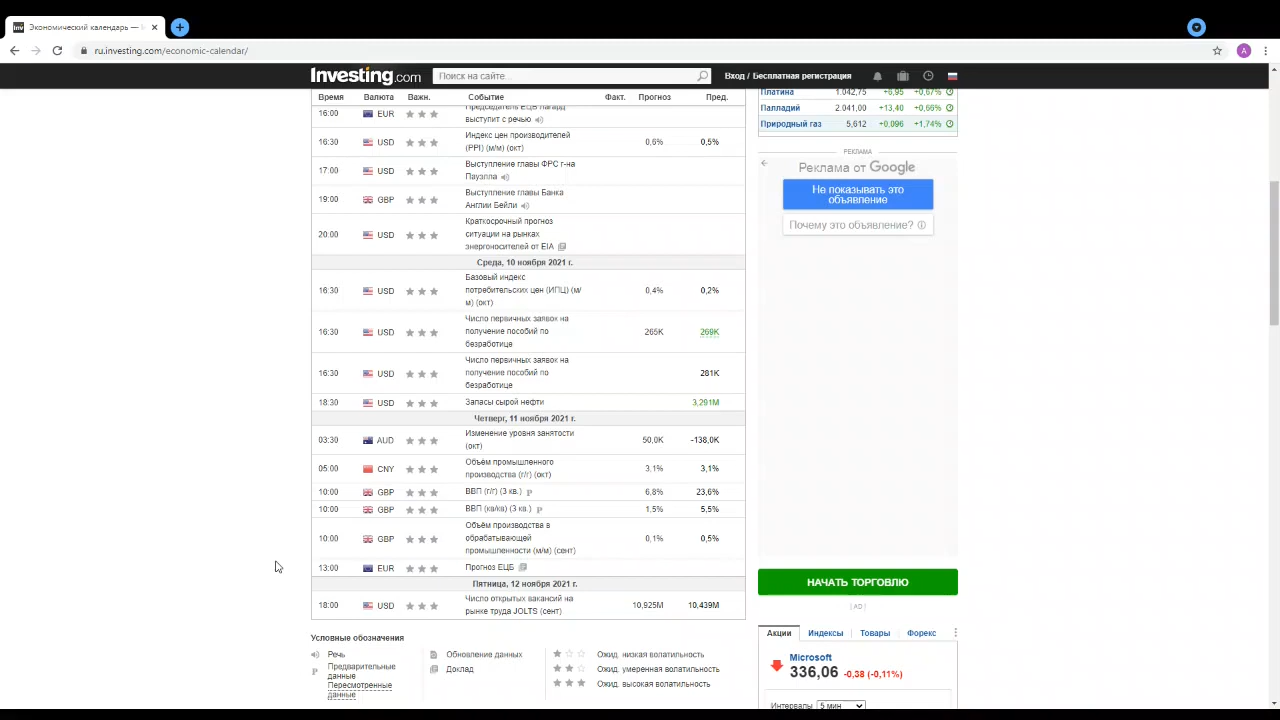 Экономический календарь —
ru.investing.com/economic-calendar/
A
Investing.com
Поиск на сайте...
Вход / Бесплатная регистрация
Время Валюта Важн. Событие Факт. Прогноз Пред.
16:00 EUR Председатель ЕЦБ Лагард
выступит с речью
16:30 USD Индекс цен производителей
(PPI) (м/м) (окт) 0,6% 0,5%
17:00 USD Выступление главы ФРС г-на
Пауэлла
19:00 GBP Выступление главы Банка
Англии Бейли
20:00 USD Краткосрочный прогноз
ситуации на рынках
энергоносителей от EIA
Среда, 10 ноября 2021 г.
16:30 USD Базовый индекс
потребительских цен (ИПЦ) (м/
м) (окт) 0,4% 0,2%
16:30 USD Число первичных заявок на
получение пособий по
безработице 265K 269K
16:30 USD Число первичных заявок на
получение пособий по
безработице 281K
18:30 USD Запасы сырой нефти 3,291M
Четверг, 11 ноября 2021 г.
03:30 AUD Изменение уровня занятости
(окт) 50,0K -138,0K
05:00 CNY Объём промышленного
производства (г/г) (окт) 3,1% 3,1%
10:00 GBP ВВП (г/г) (3 кв.) P 6,8% 23,6%
10:00 GBP ВВП (кв/кв) (3 кв.) P 1,5% 5,5%
10:00 GBP Объём производства в
обрабатывающей
промышленности (м/м) (сент) 0,1% 0,5%
13:00 EUR Прогноз ЕЦБ
Пятница, 12 ноября 2021 г.
18:00 USD Число открытых вакансий на
рынке труда JOLTS (сент) 10,925M 10,439M
Условные обозначения
Речь
P Предварительные
данные
Пересмотренные
данные
Обновление данных
Доклад
Ожид. низкая волатильность
Ожид. умеренная волатильность
Ожид. высокая волатильность
Платина 1.042,75 +6,95 +0,67%
Палладий 2.041,00 +13,40 +0,66%
Природный газ 5,612 +0,096 +1,74%
РЕКЛАМА
Реклама от Google
Не показывать это
объявление
Почему это объявление?
НАЧАТЬ ТОРГОВЛЮ
[ AD ]
Акции Индексы Товары Форекс
Microsoft
336,06 -0,38 (-0,11%)
Интервалы 5 мин